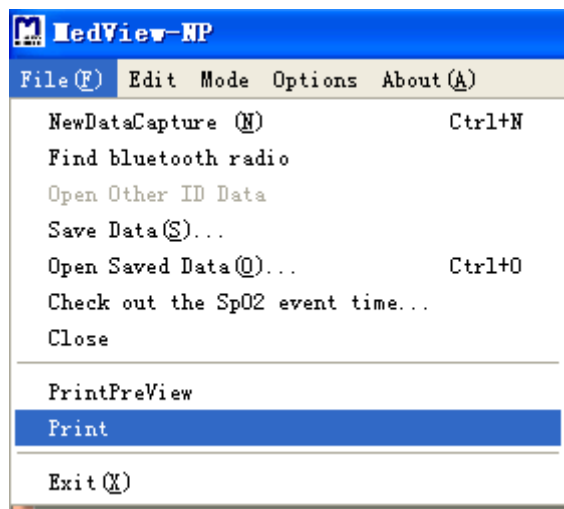 MedView-NP
File(F) Edit Mode Options About(A)
NewDataCapture (N) Ctrl+N
Find bluetooth radio
Open Other ID Data
Save Data(S)...
Open Saved Data(O)... Ctrl+O
Check out the SpO2 event time...
Close
PrintPreView
Print
Exit(X)